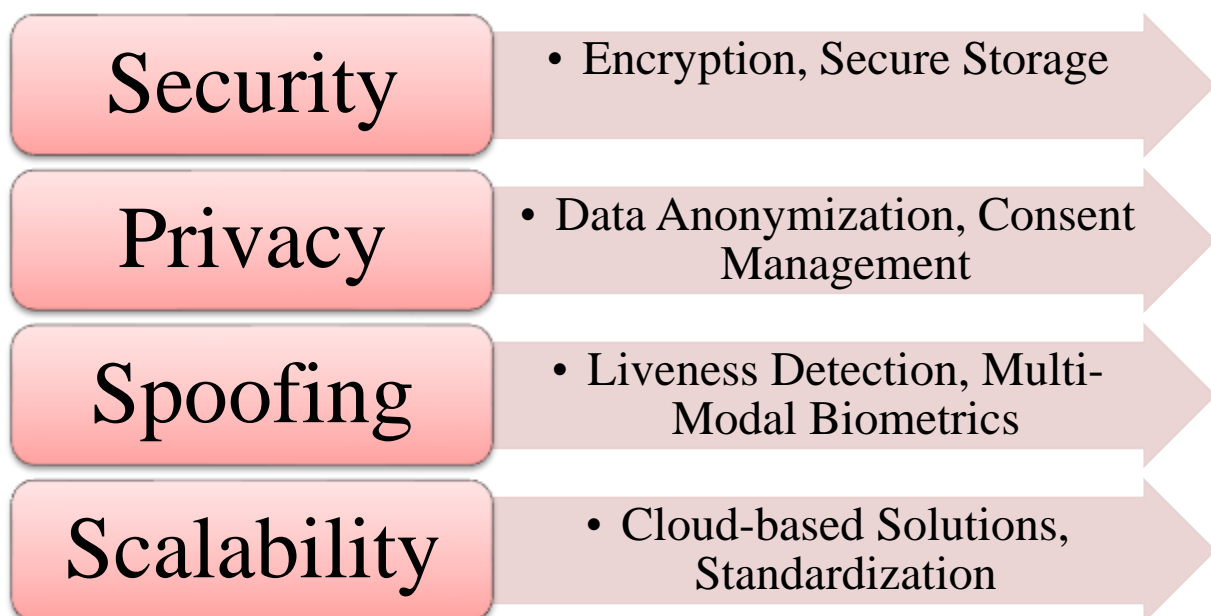 Security
• Encryption, Secure Storage
Privacy
• Data Anonymization, Consent
Management
Spoofing
• Liveness Detection, Multi-
Modal Biometrics
Scalability
• Cloud-based Solutions,
Standardization